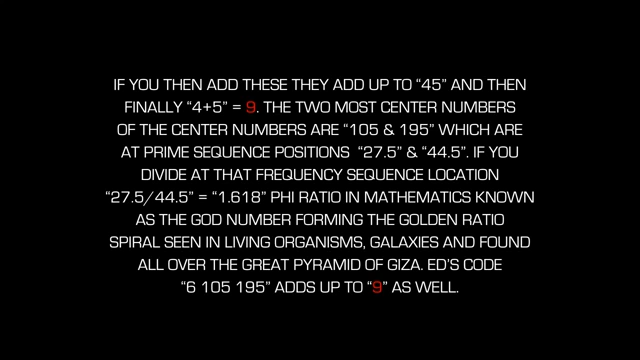 IF YOU THEN ADD THESE THEY ADD UP TO “45” AND THEN
FINALLY “4+5” = 9. THE TWO MOST CENTER NUMBERS
OF THE CENTER NUMBERS ARE “105 & 195” WHICH ARE
AT PRIME SEQUENCE POSITIONS “27.5” & “44.5”. IF YOU
DIVIDE AT THAT FREQUENCY SEQUENCE LOCATION
“27.5/44.5” = “1.618” PHI RATIO IN MATHEMATICS KNOWN
AS THE GOD NUMBER FORMING THE GOLDEN RATIO
SPIRAL SEEN IN LIVING ORGANISMS, GALAXIES AND FOUND
ALL OVER THE GREAT PYRAMID OF GIZA. ED’S CODE
“6 105 195” ADDS UP TO “9” AS WELL.